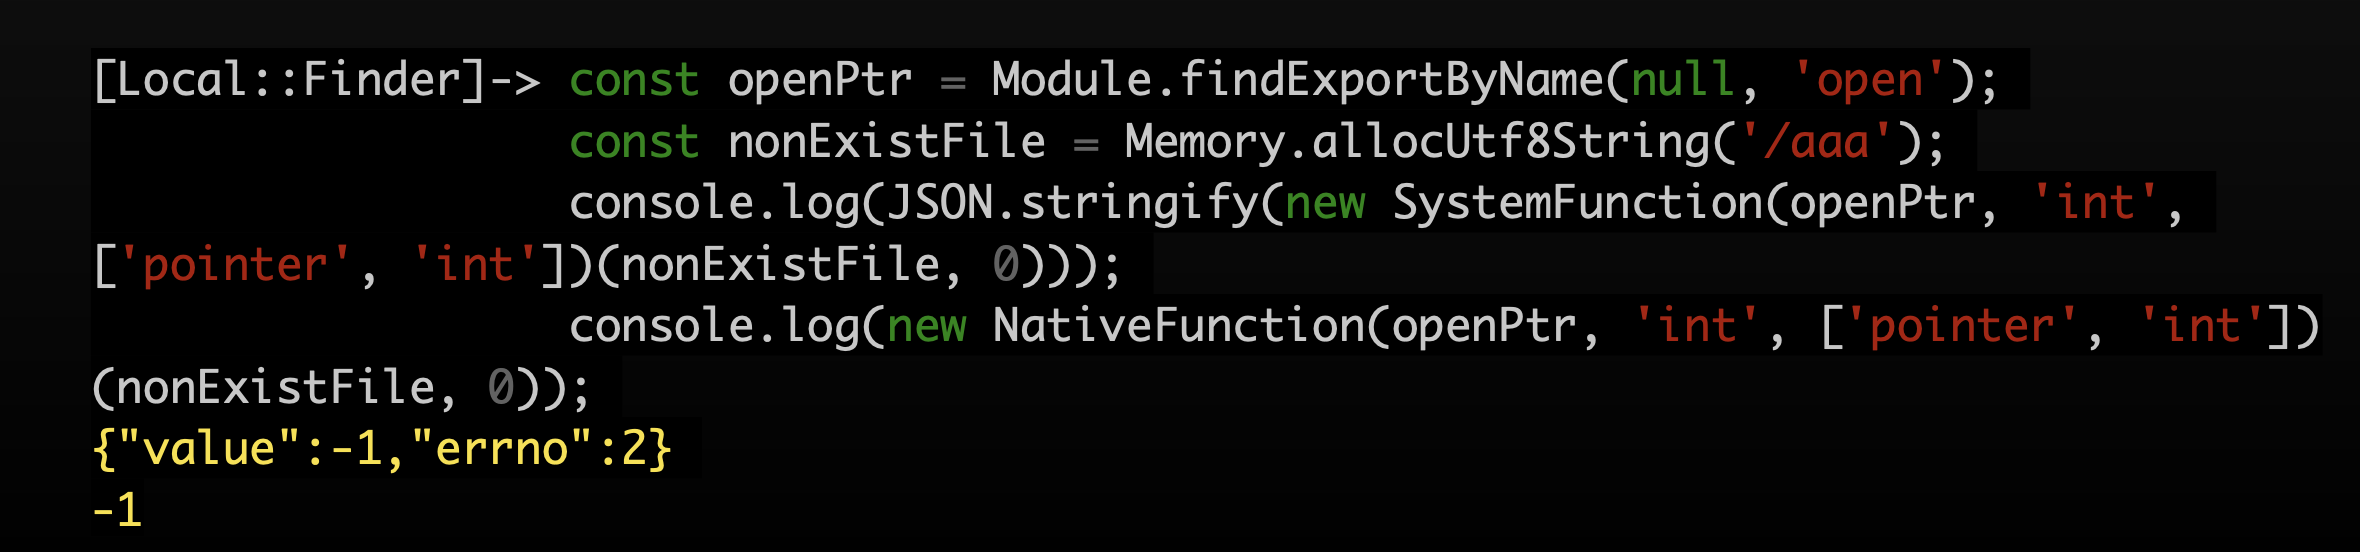 [Local::Finder]-> const openPtr = Module.findExportByName(null, 'open');
const nonExistFile = Memory.allocUtf8String('/aaa');
console.log(JSON.stringify(new SystemFunction(openPtr, 'int',
['pointer', 'int'])(nonExistFile, 0)));
console.log(new NativeFunction(openPtr, 'int', ['pointer', 'int'])
(nonExistFile, 0));
{"value":-1,"errno":2}
-1